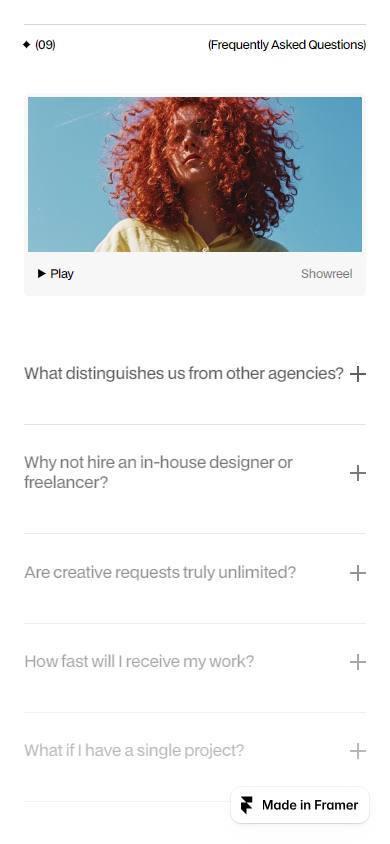 (09)
(Frequently Asked Questions)
Play
Showreel
What distinguishes us from other agencies?
Why not hire an in-house designer or
freelancer?
Are creative requests truly unlimited?
How fast will I receive my work?
What if I have a single project?
Made in Framer